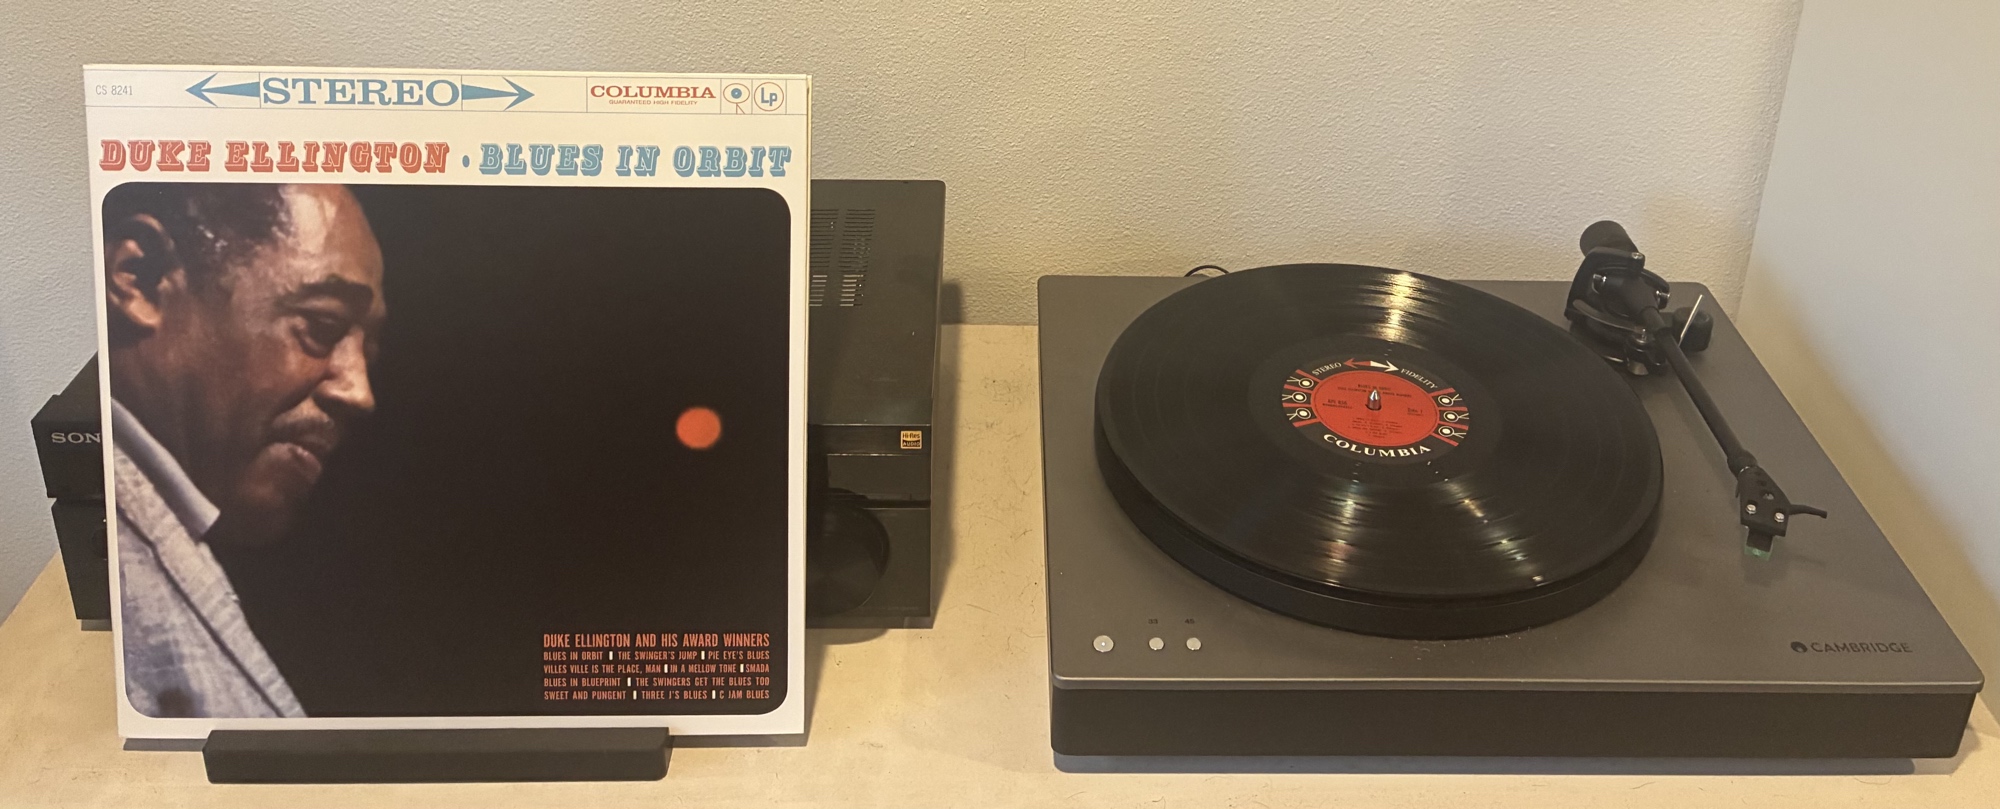 CS 8241
STEREO
COLUMBIA
GUARANTEED HIGH FIDELITY
Lp
DUKE ELLINGTON • BLUES IN ORBIT
DUKE ELLINGTON AND HIS AWARD WINNERS
BLUES IN ORBIT ▮ THE SWINGER'S JUMP ▮ PIE EYE'S BLUES
VILLES VILLE IS THE PLACE, MAN ▮ IN A MELLOW TONE ▮ SMADA
BLUES IN BLUEPRINT ▮ THE SWINGERS GET THE BLUES TOO
SWEET AND PUNGENT ▮ THREE J'S BLUES ▮ C JAM BLUES
SON
Hi-Res
AUDIO
STEREO FIDELITY
COLUMBIA
33 45
CAMBRIDGE